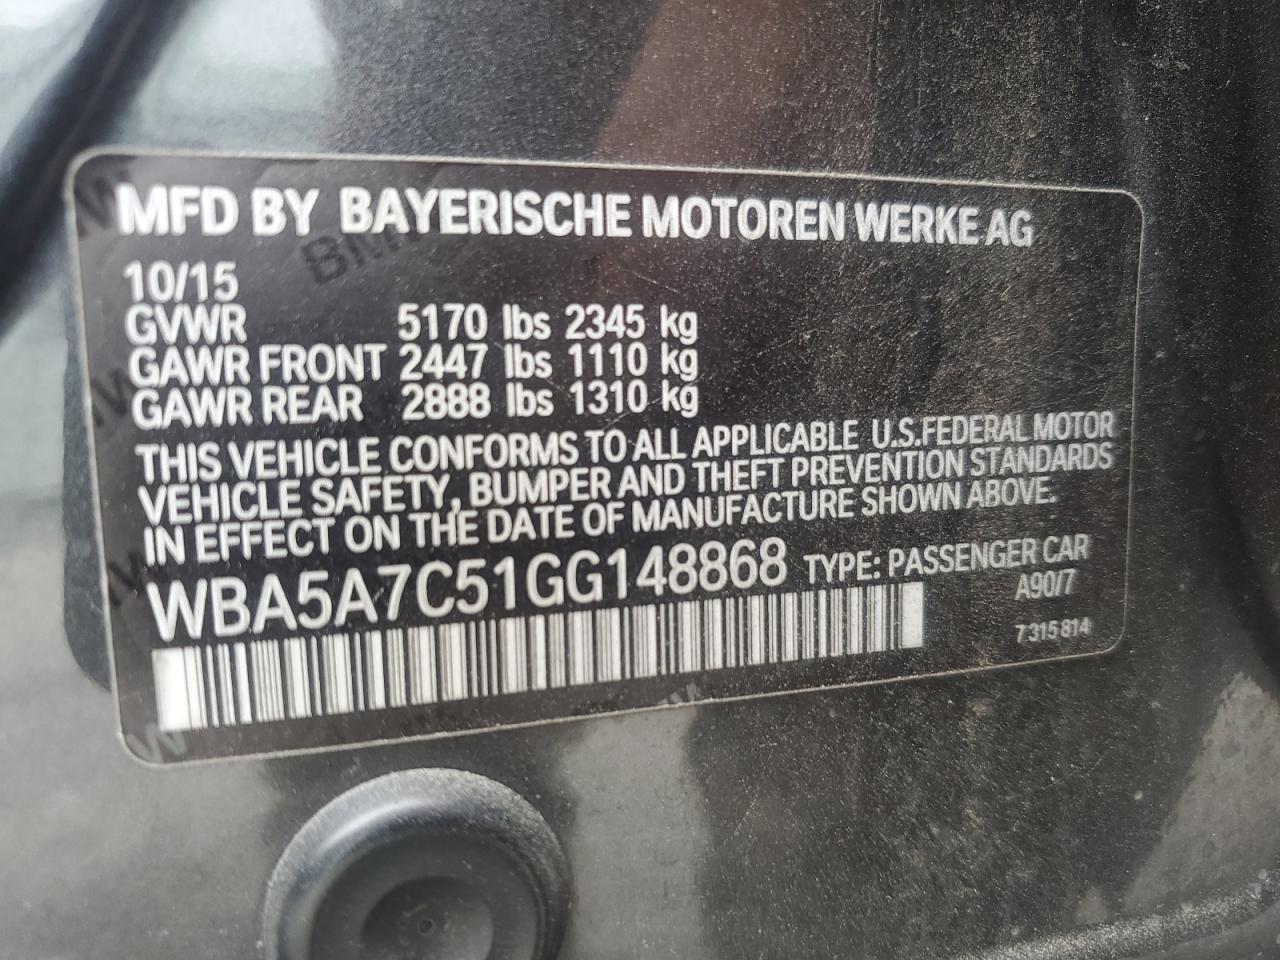 MFD BY BAYERISCHE MOTOREN WERKE AG
10/15
GVWR 5170 lbs 2345 kg
GAWR FRONT 2447 lbs 1110 kg
GAWR REAR 2888 lbs 1310 kg
THIS VEHICLE CONFORMS TO ALL APPLICABLE U.S.FEDERAL MOTOR
VEHICLE SAFETY, BUMPER AND THEFT PREVENTION STANDARDS
IN EFFECT ON THE DATE OF MANUFACTURE SHOWN ABOVE.
WBA5A7C51GG148868 TYPE: PASSENGER CAR
A90/7
7 315 814